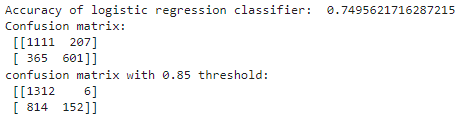 Accuracy of logistic regression classifier:  0.7495621716287215
Confusion matrix:
 [[1111  207]
 [ 365  601]]
confusion matrix with 0.85 threshold:
 [[1312    6]
 [ 814  152]]